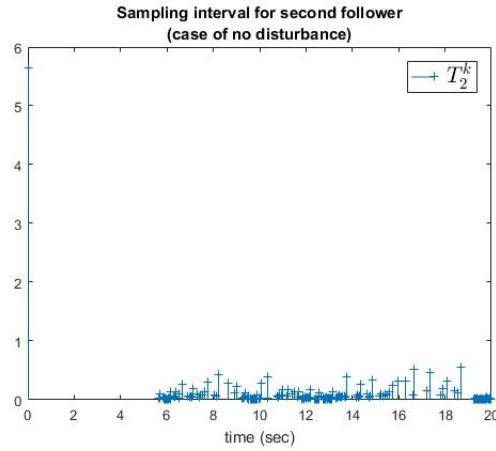 Sampling interval for second follower
(case of no disturbance)
T_2^k
6
5
4
3
2
1
0
0 2 4 6 8 10 12 14 16 18 20
time (sec)